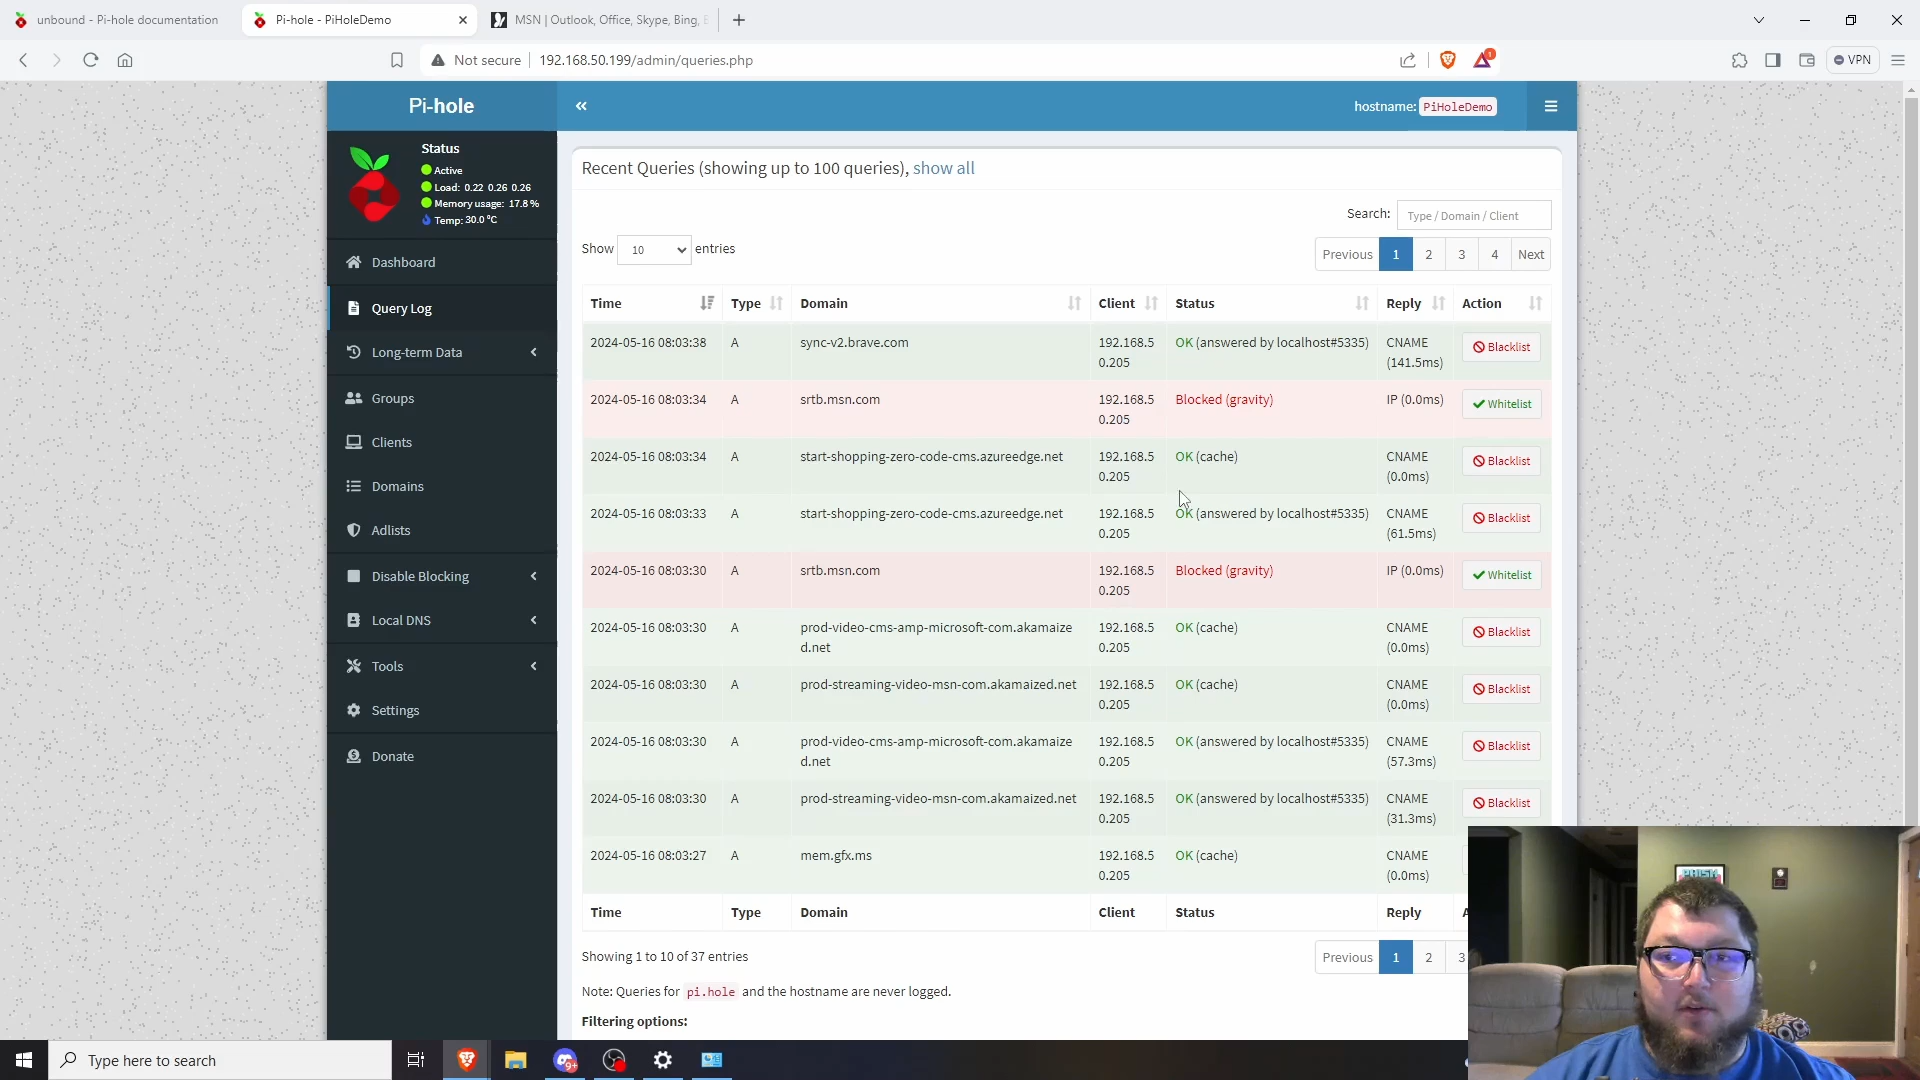 unbound - Pi-hole documentation
Pi-hole - PiHoleDemo
MSN | Outlook, Office, Skype, Bing,
Not secure
192.168.50.199/admin/queries.php
1
VPN
Pi-hole
hostname: PiHoleDemo
Status
Active
Load: 0.22 0.26 0.26
Memory usage: 17.8 %
Temp: 30.0 °C
Dashboard
Query Log
Long-term Data
Groups
Clients
Domains
Adlists
Disable Blocking
Local DNS
Tools
Settings
Donate
Recent Queries (showing up to 100 queries), show all
Search: Type / Domain / Client
Show 10 entries
Previous 1 2 3 4 Next
Time Type Domain Client Status Reply Action
2024-05-16 08:03:38 A sync-v2.brave.com 192.168.5 OK (answered by localhost#5335) CNAME Blacklist
0.205 (141.5ms)
2024-05-16 08:03:34 A srtb.msn.com 192.168.5 Blocked (gravity) IP (0.0ms) Whitelist
0.205
2024-05-16 08:03:34 A start-shopping-zero-code-cms.azureedge.net 192.168.5 OK (cache) CNAME Blacklist
0.205 (0.0ms)
2024-05-16 08:03:33 A start-shopping-zero-code-cms.azureedge.net 192.168.5 OK (answered by localhost#5335) CNAME Blacklist
0.205 (61.5ms)
2024-05-16 08:03:30 A srtb.msn.com 192.168.5 Blocked (gravity) IP (0.0ms) Whitelist
0.205
2024-05-16 08:03:30 A prod-video-cms-amp-microsoft-com.akamaize 192.168.5 OK (cache) CNAME Blacklist
d.net 0.205 (0.0ms)
2024-05-16 08:03:30 A prod-streaming-video-msn-com.akamaized.net 192.168.5 OK (cache) CNAME Blacklist
0.205 (0.0ms)
2024-05-16 08:03:30 A prod-video-cms-amp-microsoft-com.akamaize 192.168.5 OK (answered by localhost#5335) CNAME Blacklist
d.net 0.205 (57.3ms)
2024-05-16 08:03:30 A prod-streaming-video-msn-com.akamaized.net 192.168.5 OK (answered by localhost#5335) CNAME Blacklist
0.205 (31.3ms)
2024-05-16 08:03:27 A mem.gfx.ms 192.168.5 OK (cache) CNAME
0.205 (0.0ms)
Time Type Domain Client Status Reply
Showing 1 to 10 of 37 entries
Previous 1 2 3
Note: Queries for pi.hole and the hostname are never logged.
Filtering options:
PHISH
Type here to search
9+